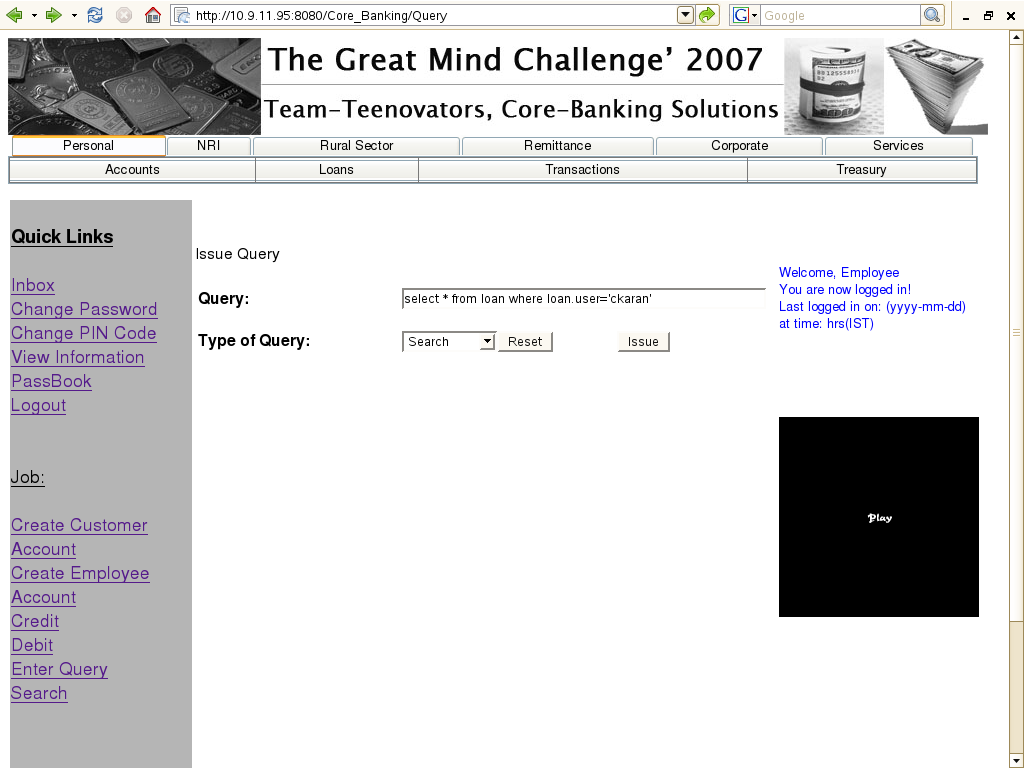 http://10.9.11.95:8080/Core_Banking/Query
G
Google
The Great Mind Challenge' 2007
Team-Teenovators, Core-Banking Solutions
Personal NRI Rural Sector Remittance Corporate Services
Accounts Loans Transactions Treasury
Quick Links
Inbox
Change Password
Change PIN Code
View Information
PassBook
Logout
Job:
Create Customer
Account
Create Employee
Account
Credit
Debit
Enter Query
Search
Issue Query
Query: select * from loan where loan.user='ckaran'
Type of Query: Search Reset Issue
Welcome, Employee
You are now logged in!
Last logged in on: (yyyy-mm-dd)
at time: hrs(IST)
Play